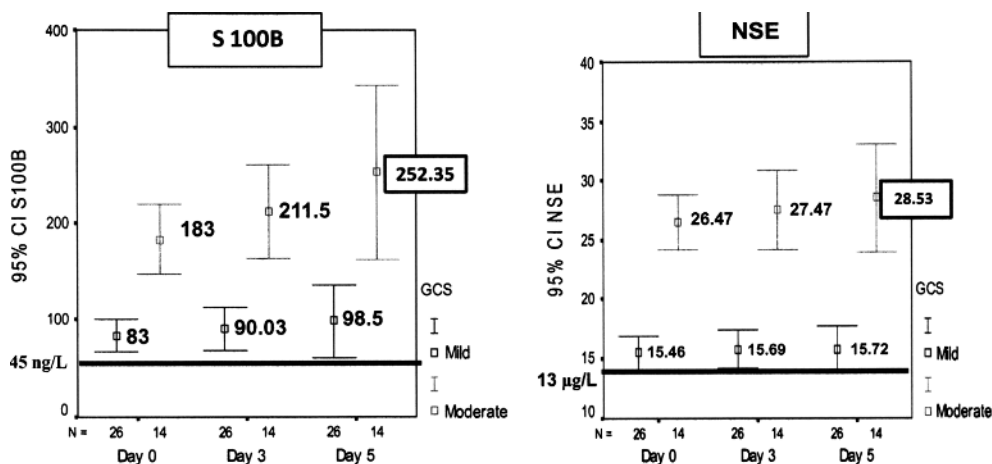 S 100B
400
300
200
100
0
95% CI S100B
45 ng/L
183
211.5
252.35
83
90.03
98.5
GCS
Mild
Moderate
N = 26 14 26 14 26 14
Day 0 Day 3 Day 5
NSE
40
35
30
25
20
15
10
95% CI NSE
13 µg/L
26.47
27.47
28.53
15.46
15.69
15.72
GCS
Mild
Moderate
N = 26 14 26 14 26 14
Day 0 Day 3 Day 5